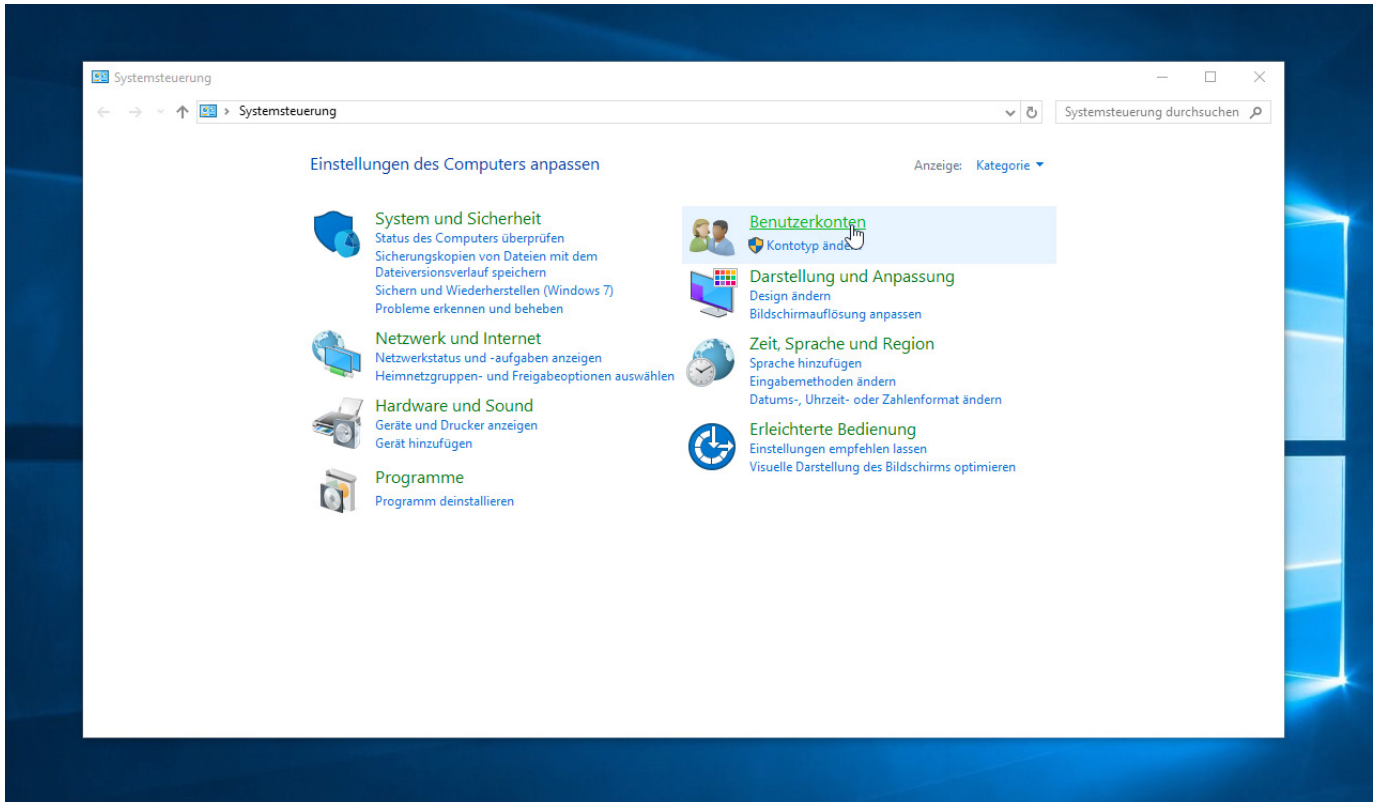 Systemsteuerung
Systemsteuerung
Systemsteuerung durchsuchen
Einstellungen des Computers anpassen
Anzeige: Kategorie
System und Sicherheit
Status des Computers überprüfen
Sicherungskopien von Dateien mit dem
Dateiversionsverlauf speichern
Sichern und Wiederherstellen (Windows 7)
Probleme erkennen und beheben
Netzwerk und Internet
Netzwerkstatus und -aufgaben anzeigen
Heimnetzgruppen- und Freigabeoptionen auswählen
Hardware und Sound
Geräte und Drucker anzeigen
Gerät hinzufügen
Programme
Programm deinstallieren
Benutzerkonten
Kontotyp
Darstellung und Anpassung
Design ändern
Bildschirmauflösung anpassen
Zeit, Sprache und Region
Sprache hinzufügen
Eingabemethoden ändern
Datums-, Uhrzeit- oder Zahlenformat ändern
Erleichterte Bedienung
Einstellungen empfehlen lassen
Visuelle Darstellung des Bildschirms optimieren